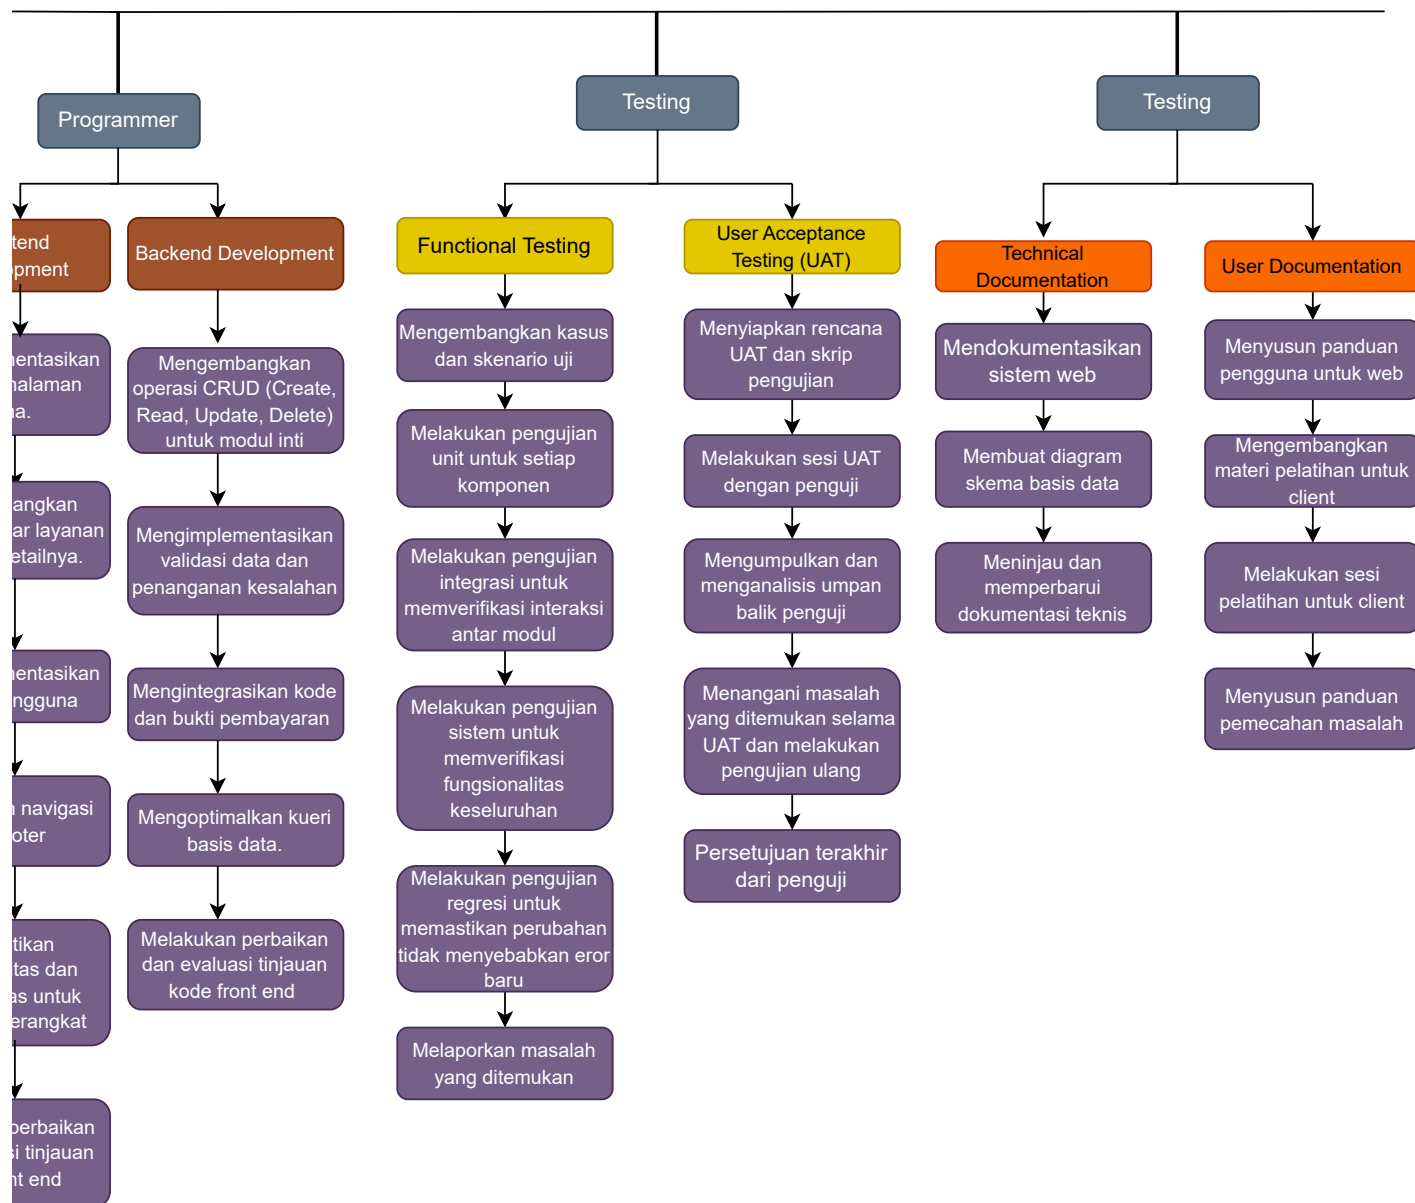 Programmer
Testing
Testing
Backend Development
Mengembangkan
operasi CRUD (Create,
Read, Update, Delete)
untuk modul inti
Mengimplementasikan
validasi data dan
penanganan kesalahan
Mengintegrasikan kode
dan bukti pembayaran
Mengoptimalkan kueri
basis data.
Melakukan perbaikan
dan evaluasi tinjauan
kode front end
Functional Testing
Mengembangkan kasus
dan skenario uji
Melakukan pengujian
unit untuk setiap
komponen
Melakukan pengujian
integrasi untuk
memverifikasi interaksi
antar modul
Melakukan pengujian
sistem untuk
memverifikasi
fungsionalitas
keseluruhan
Melakukan pengujian
regresi untuk
memastikan perubahan
tidak menyebabkan eror
baru
Melaporkan masalah
yang ditemukan
User Acceptance
Testing (UAT)
Menyiapkan rencana
UAT dan skrip
pengujian
Melakukan sesi UAT
dengan penguji
Mengumpulkan dan
menganalisis umpan
balik penguji
Menangani masalah
yang ditemukan selama
UAT dan melakukan
pengujian ulang
Persetujuan terakhir
dari penguji
Technical
Documentation
Mendokumentasikan
sistem web
Membuat diagram
skema basis data
Meninjau dan
memperbarui
dokumentasi teknis
User Documentation
Menyusun panduan
pengguna untuk web
Mengembangkan
materi pelatihan untuk
client
Melakukan sesi
pelatihan untuk client
Menyusun panduan
pemecahan masalah
layanan
navigasi
dan
untuk
tinjauan
end